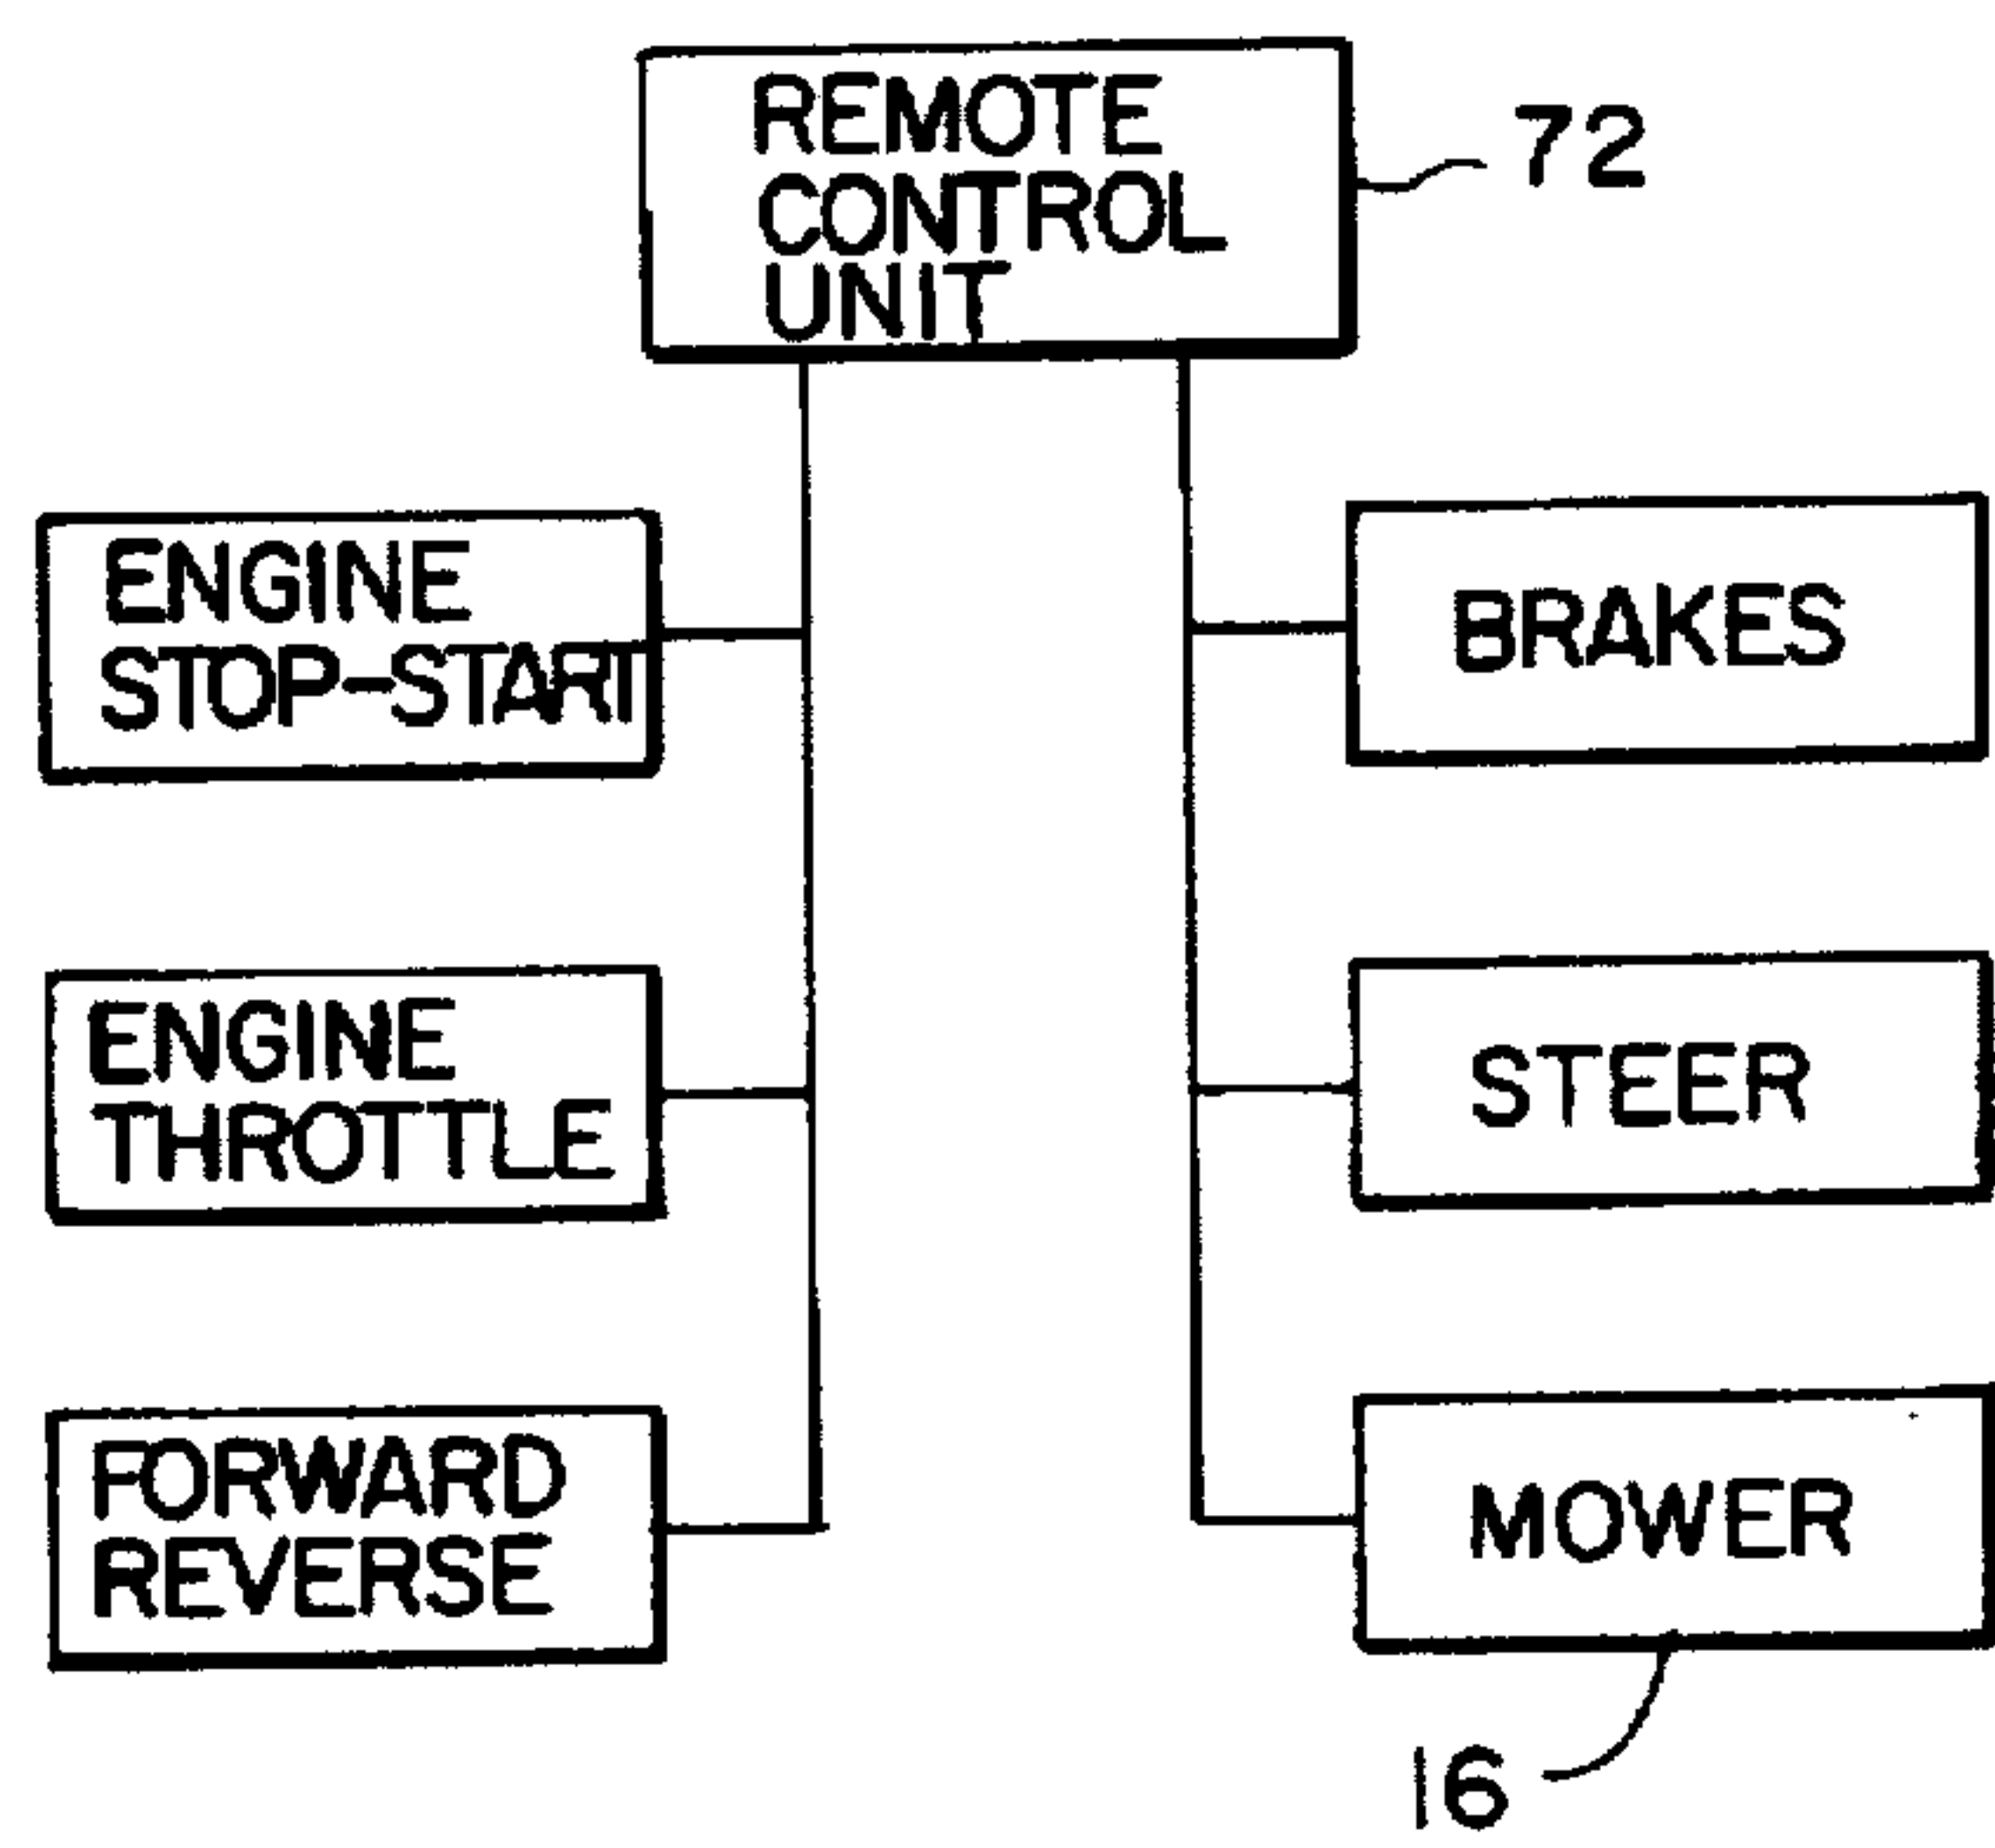 REMOTE
CONTROL
UNIT
72
ENGINE
STOP-START
BRAKES
ENGINE
THROTTLE
STEER
FORWARD
REVERSE
MOWER
16